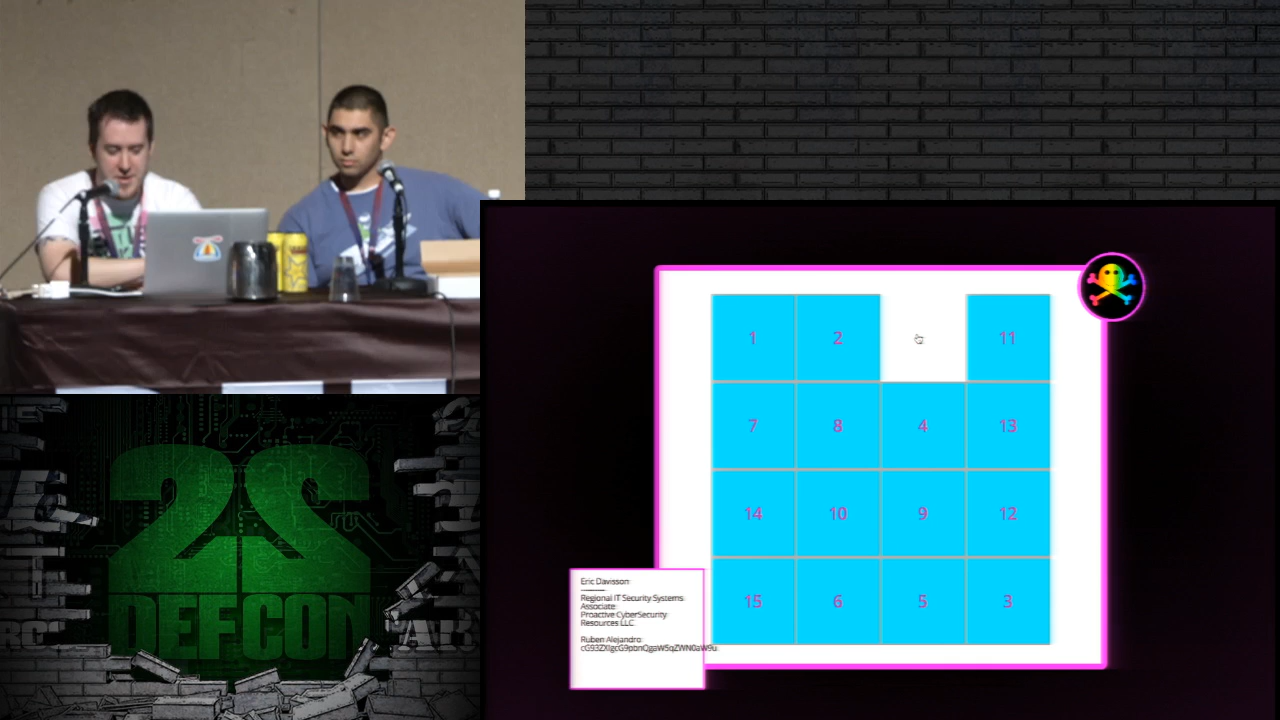 1 2 11
7 8 4 13
14 10 9 12
15 6 5 3
Eric Davisson
Regional IT Security Systems
Associate
Proactive CyberSecurity
Resources LLC
Ruben Alejandro:
22
DEFCON